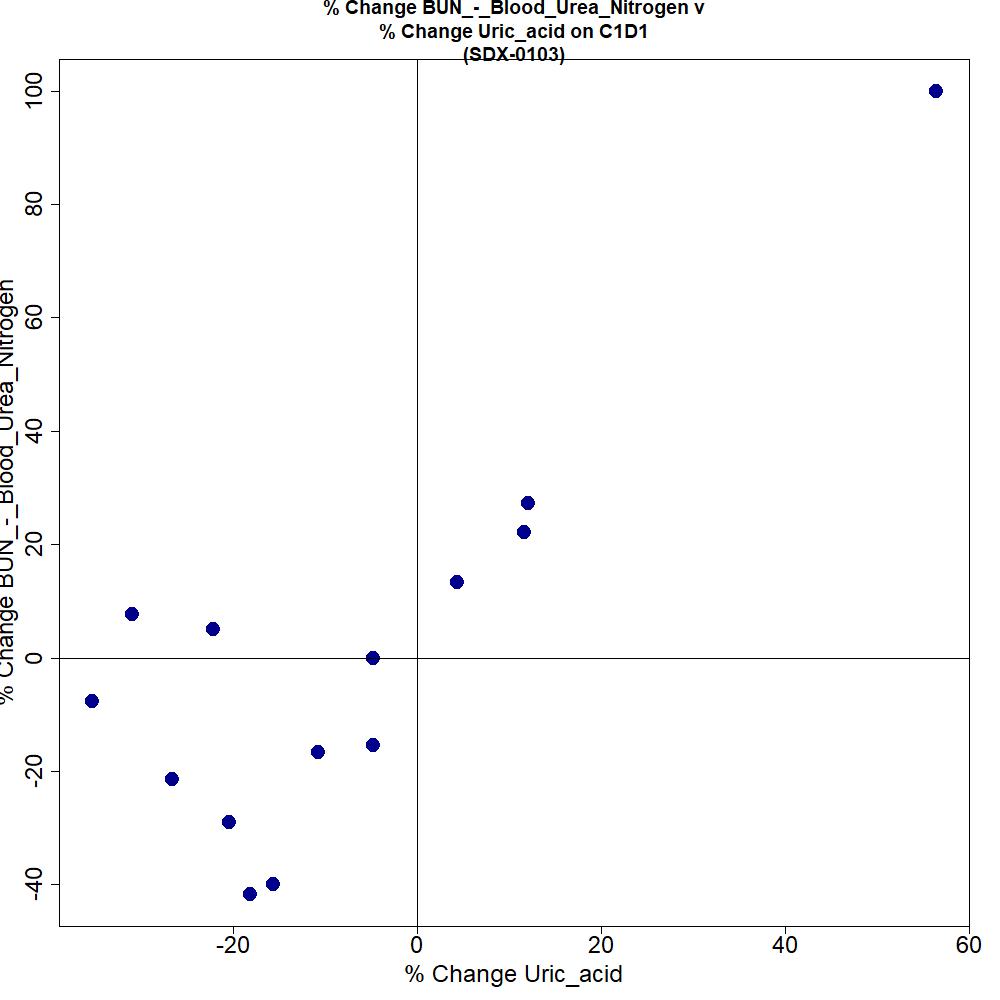 % Change BUN_-_Blood_Urea_Nitrogen v
% Change Uric_acid on C1D1
(SDX-0103)
% Change BUN_-_Blood_Urea_Nitrogen
100
80
60
40
20
0
-20
-40
-20
0
20
40
60
% Change Uric_acid